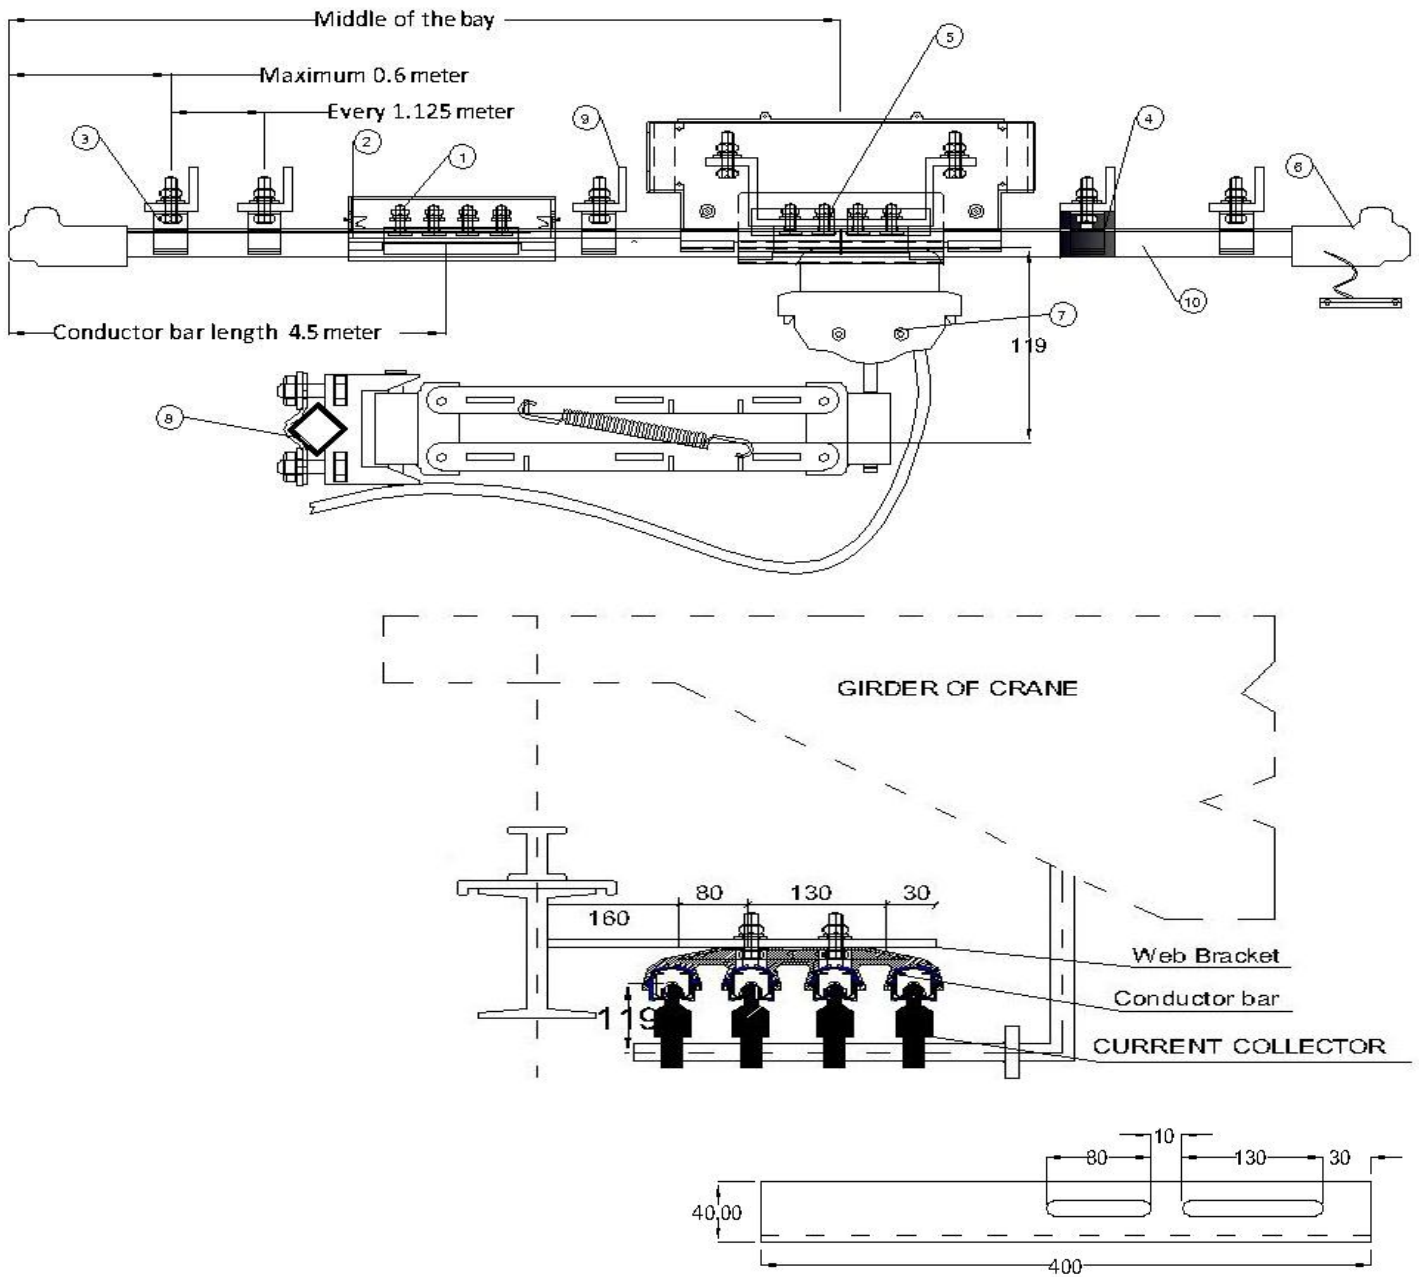 Middle of the bay
5
Maximum 0.6 meter
Every 1.125 meter
3
2
1
9
4
6
10
7
Conductor bar length 4.5 meter
119
8
GIRDER OF CRANE
80
130
30
160
Web Bracket
Conductor bar
119
CURRENT COLLECTOR
10
80
130
30
40,00
400